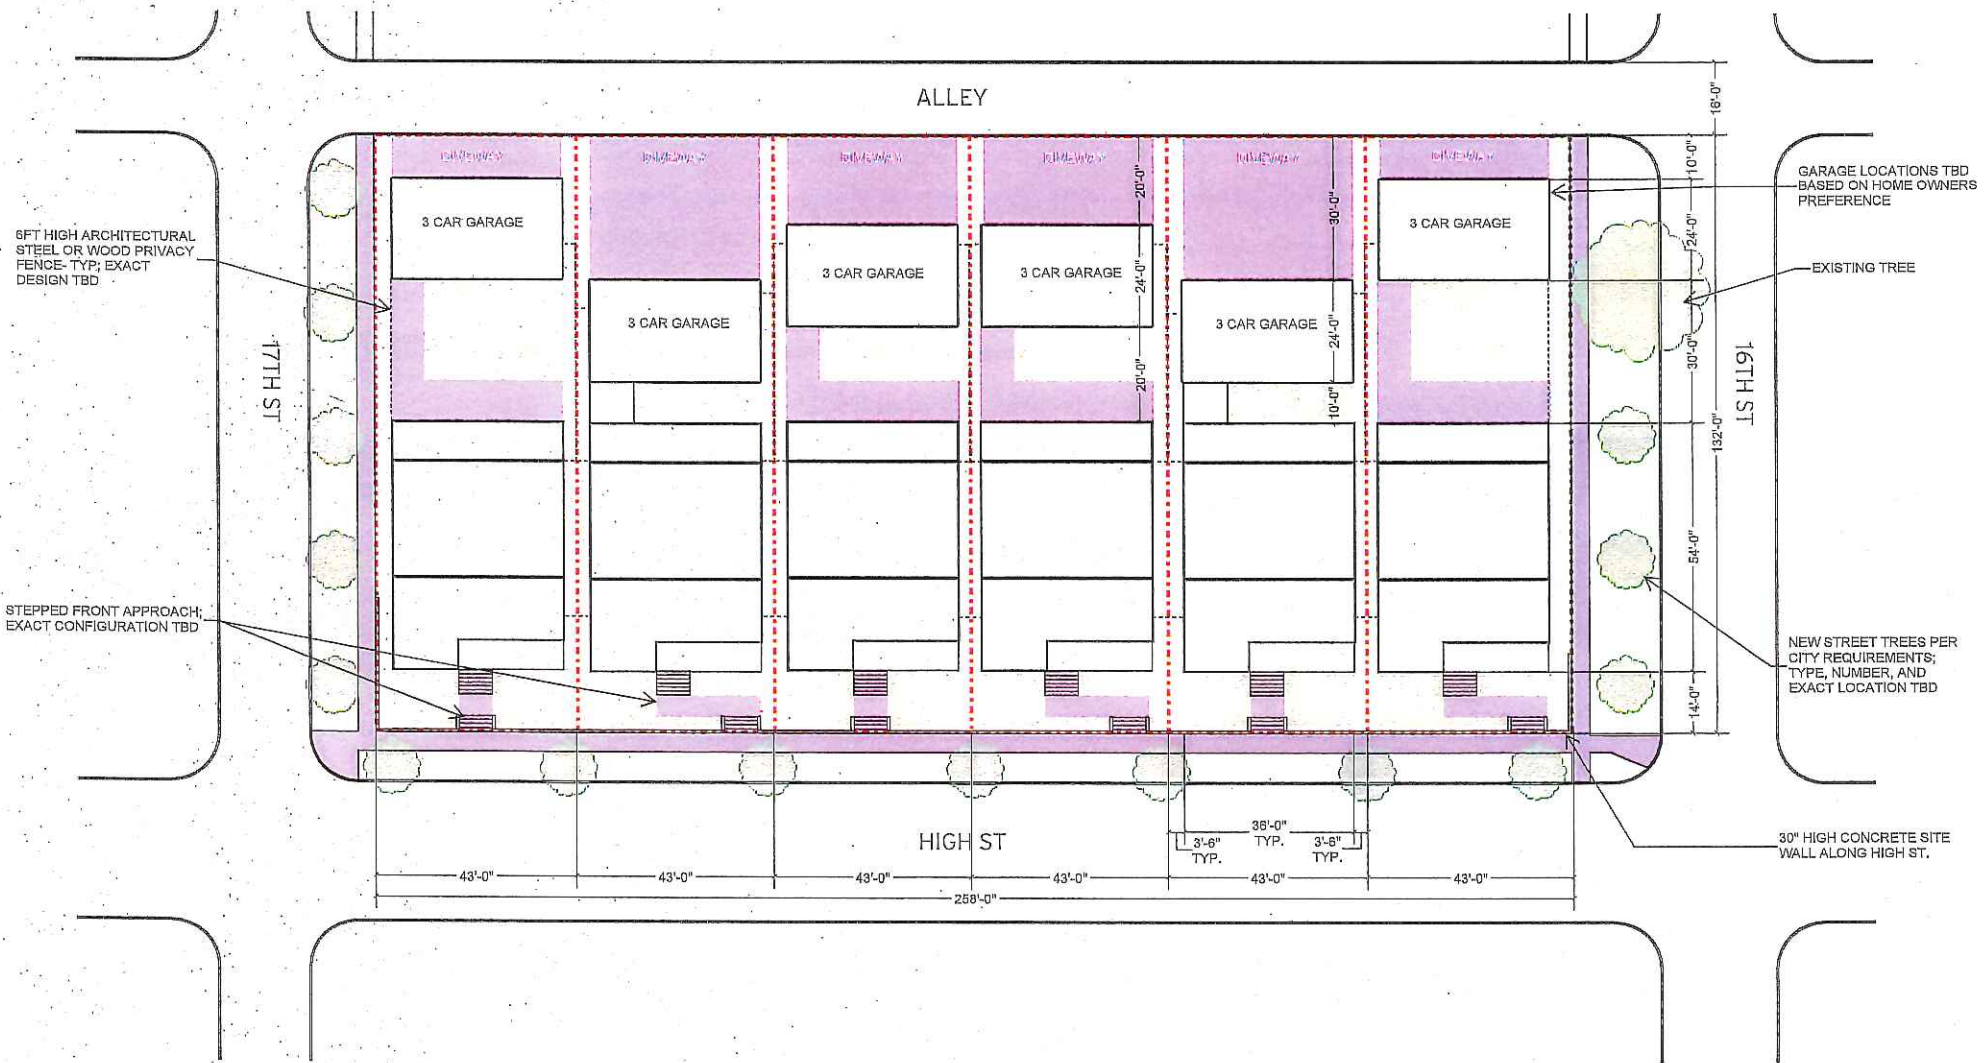 ALLEY
16'-0"
DRIVEWAY
DRIVEWAY
DRIVEWAY
DRIVEWAY
DRIVEWAY
DRIVEWAY
3 CAR GARAGE
3 CAR GARAGE
3 CAR GARAGE
3 CAR GARAGE
3 CAR GARAGE
3 CAR GARAGE
20'-0"
24'-0"
20'-0"
30'-0"
24'-0"
10'-0"
10'-0"
24'-0"
30'-0"
54'-0"
14'-0"
132'-0"
GARAGE LOCATIONS TBD
BASED ON HOME OWNERS
PREFERENCE
6FT HIGH ARCHITECTURAL
STEEL OR WOOD PRIVACY
FENCE- TYP; EXACT
DESIGN TBD
EXISTING TREE
17TH ST
16TH ST
STEPPED FRONT APPROACH;
EXACT CONFIGURATION TBD
NEW STREET TREES PER
CITY REQUIREMENTS;
TYPE, NUMBER, AND
EXACT LOCATION TBD
30" HIGH CONCRETE SITE
WALL ALONG HIGH ST.
HIGH ST
3'-6"
TYP.
36'-0"
TYP.
3'-6"
TYP.
43'-0"
43'-0"
43'-0"
43'-0"
43'-0"
43'-0"
258'-0"